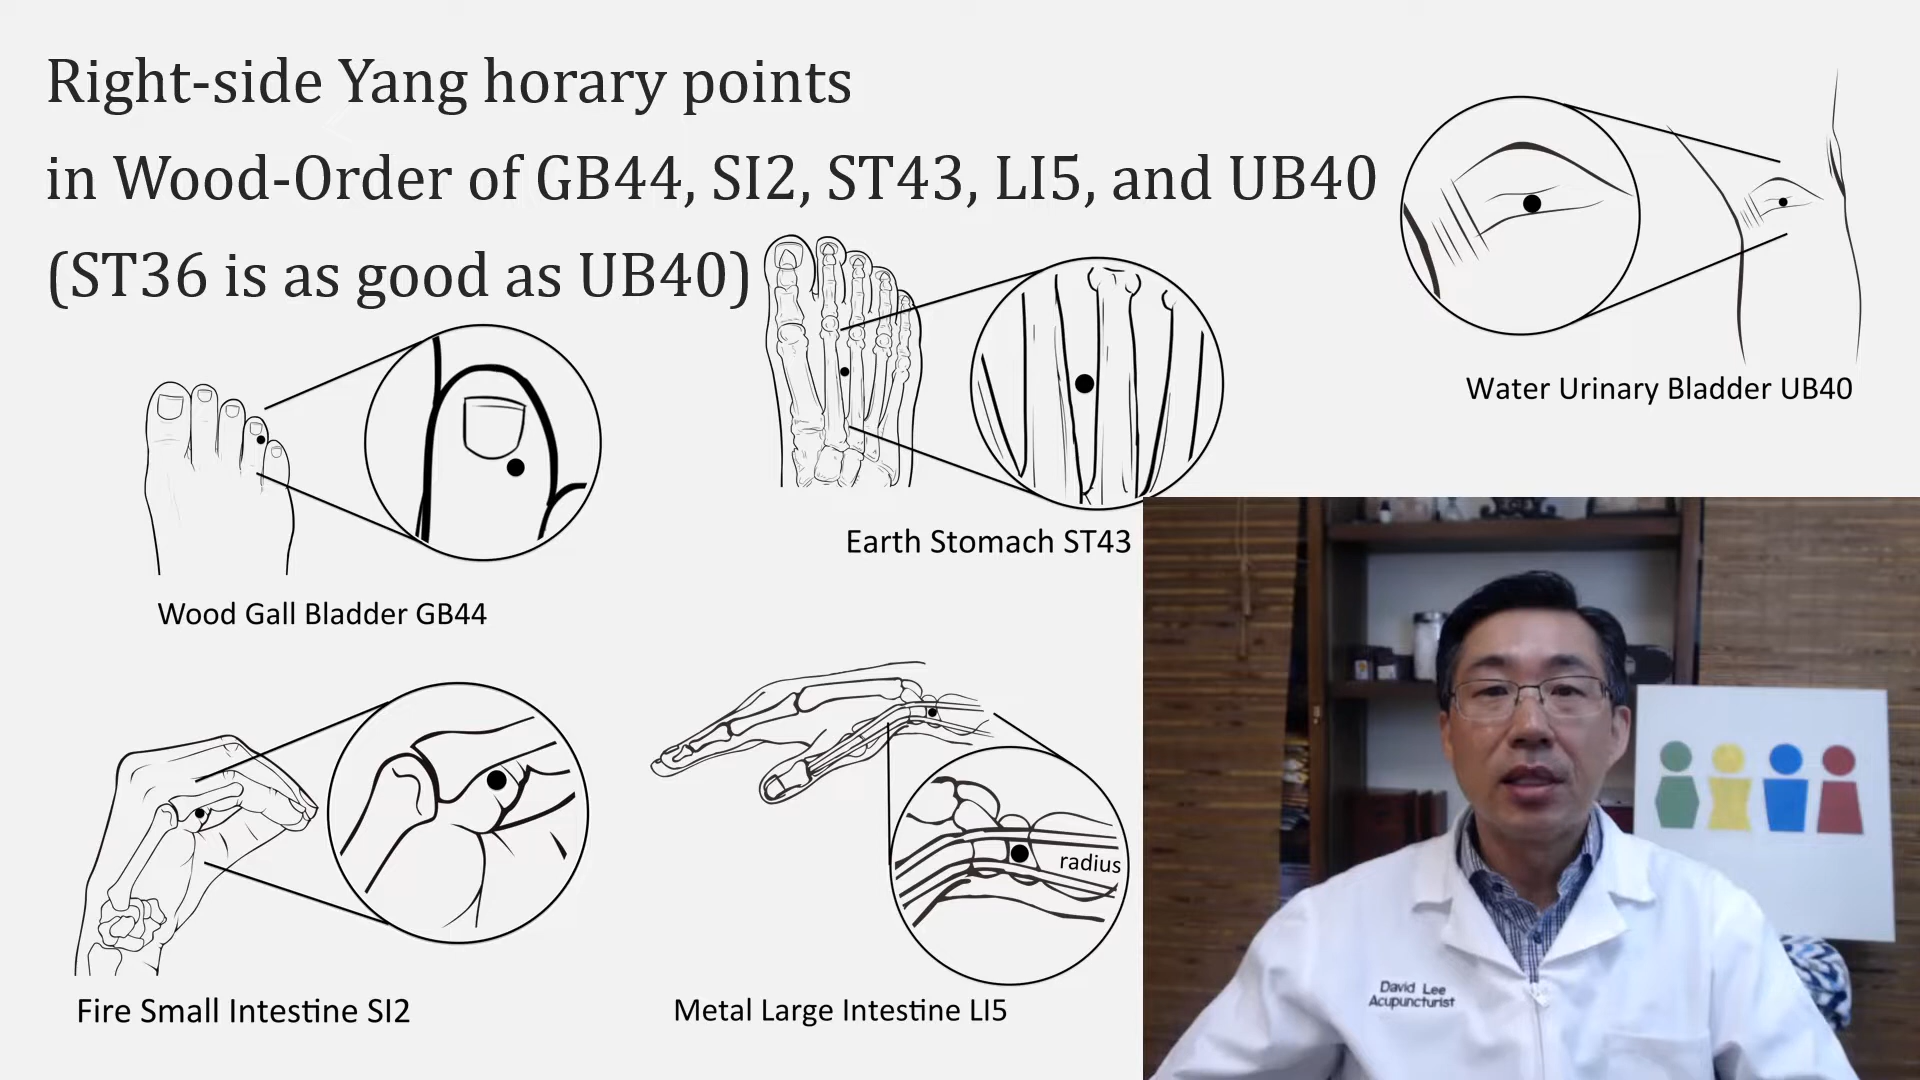 Right-side Yang horary points
in Wood-Order of GB44, SI2, ST43, LI5, and UB40
(ST36 is as good as UB40)
Water Urinary Bladder UB40
Earth Stomach ST43
Wood Gall Bladder GB44
radius
Fire Small Intestine SI2
Metal Large Intestine LI5
David Lee
Acupuncturist